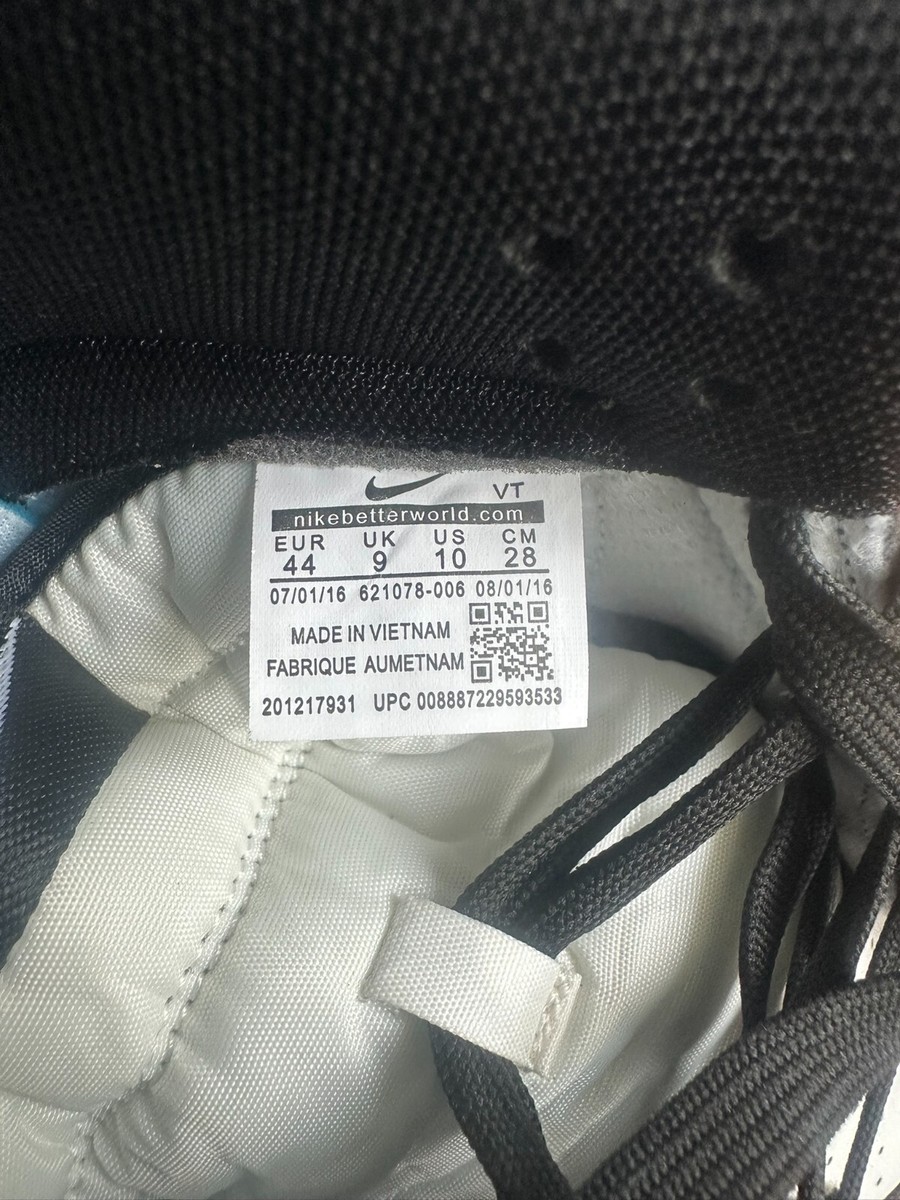 VT
nikebetterworld.com
EUR UK US CM
44 9 10 28
07/01/16 621078-006 08/01/16
MADE IN VIETNAM
FABRIQUE AUMETNAM
201217931 UPC 008887229593533